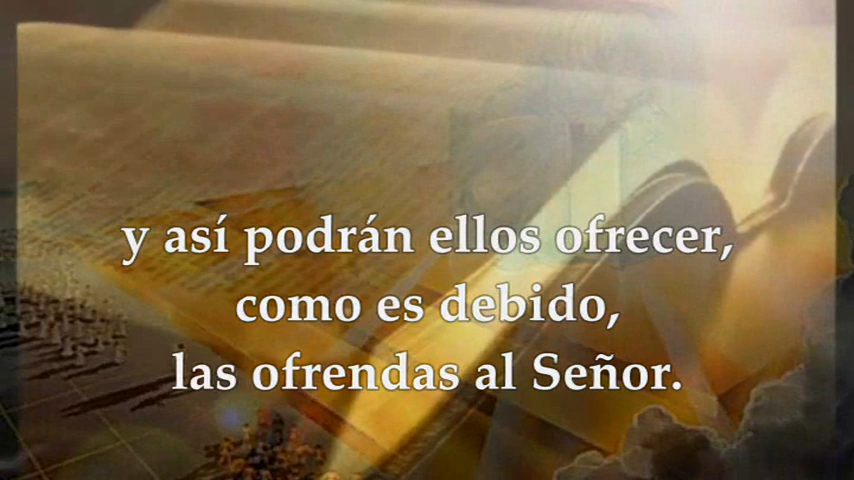 y así podrán ellos ofrecer,
como es debido,
las ofrendas al Señor.